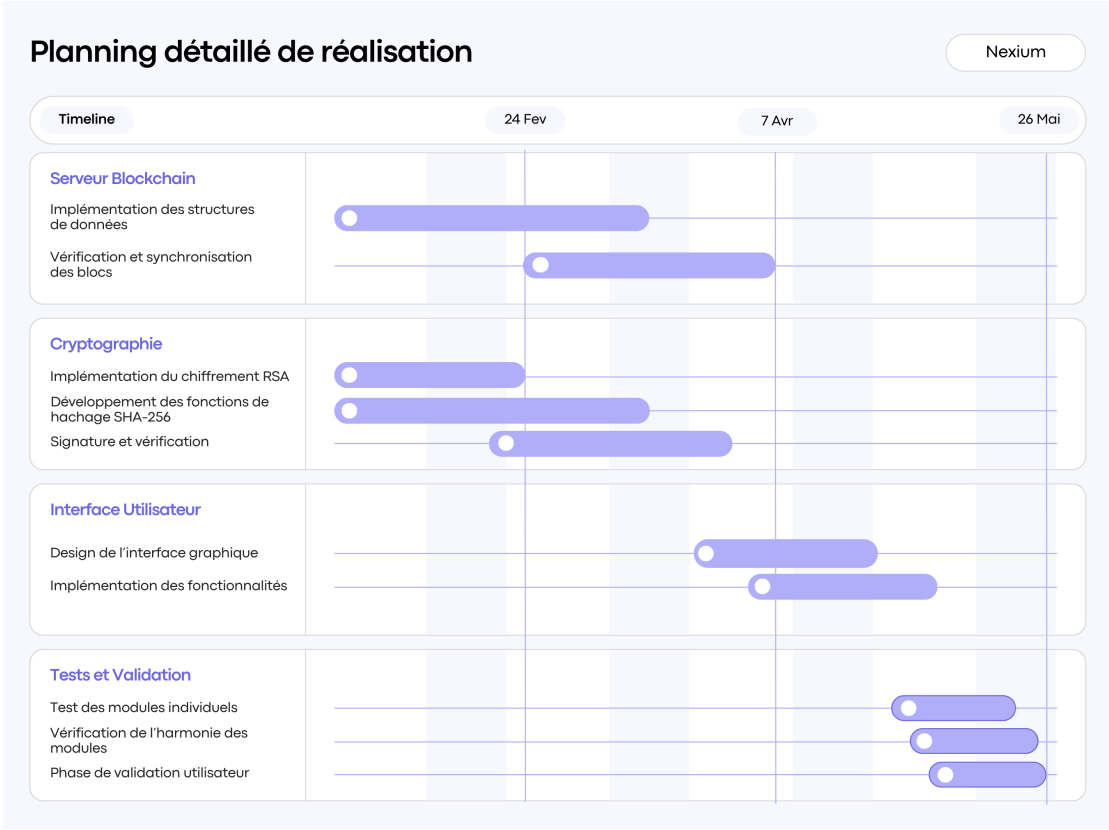 Planning détaillé de réalisation
Nexium
Timeline
24 Fev
7 Avr
26 Mai
Serveur Blockchain
Implémentation des structures
de données
Vérification et synchronisation
des blocs
Cryptographie
Implémentation du chiffrement RSA
Développement des fonctions de
hachage SHA-256
Signature et vérification
Interface Utilisateur
Design de l’interface graphique
Implémentation des fonctionnalités
Tests et Validation
Test des modules individuels
Vérification de l’harmonie des
modules
Phase de validation utilisateur